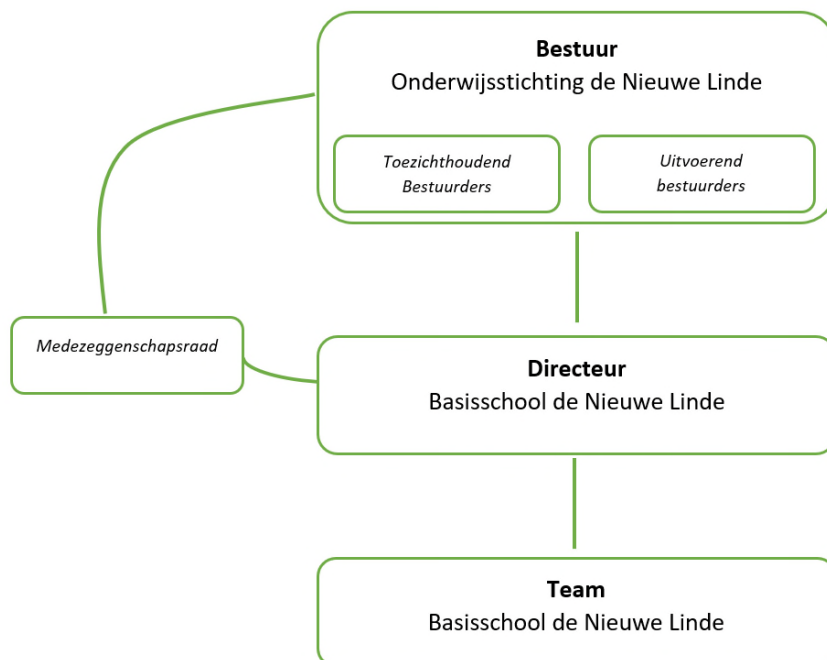 Bestuur
Onderwijsstichting de Nieuwe Linde
Toezichthoudend
Bestuurders
Uitvoerend
bestuurders
Medezeggenschapsraad
Directeur
Basisschool de Nieuwe Linde
Team
Basisschool de Nieuwe Linde